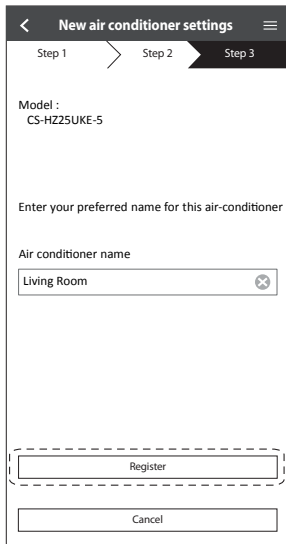 New air conditioner settings
Step 1 Step 2 Step 3
Model :
CS-HZ25UKE-5
Enter your preferred name for this air-conditioner
Air conditioner name
Living Room
Register
Cancel